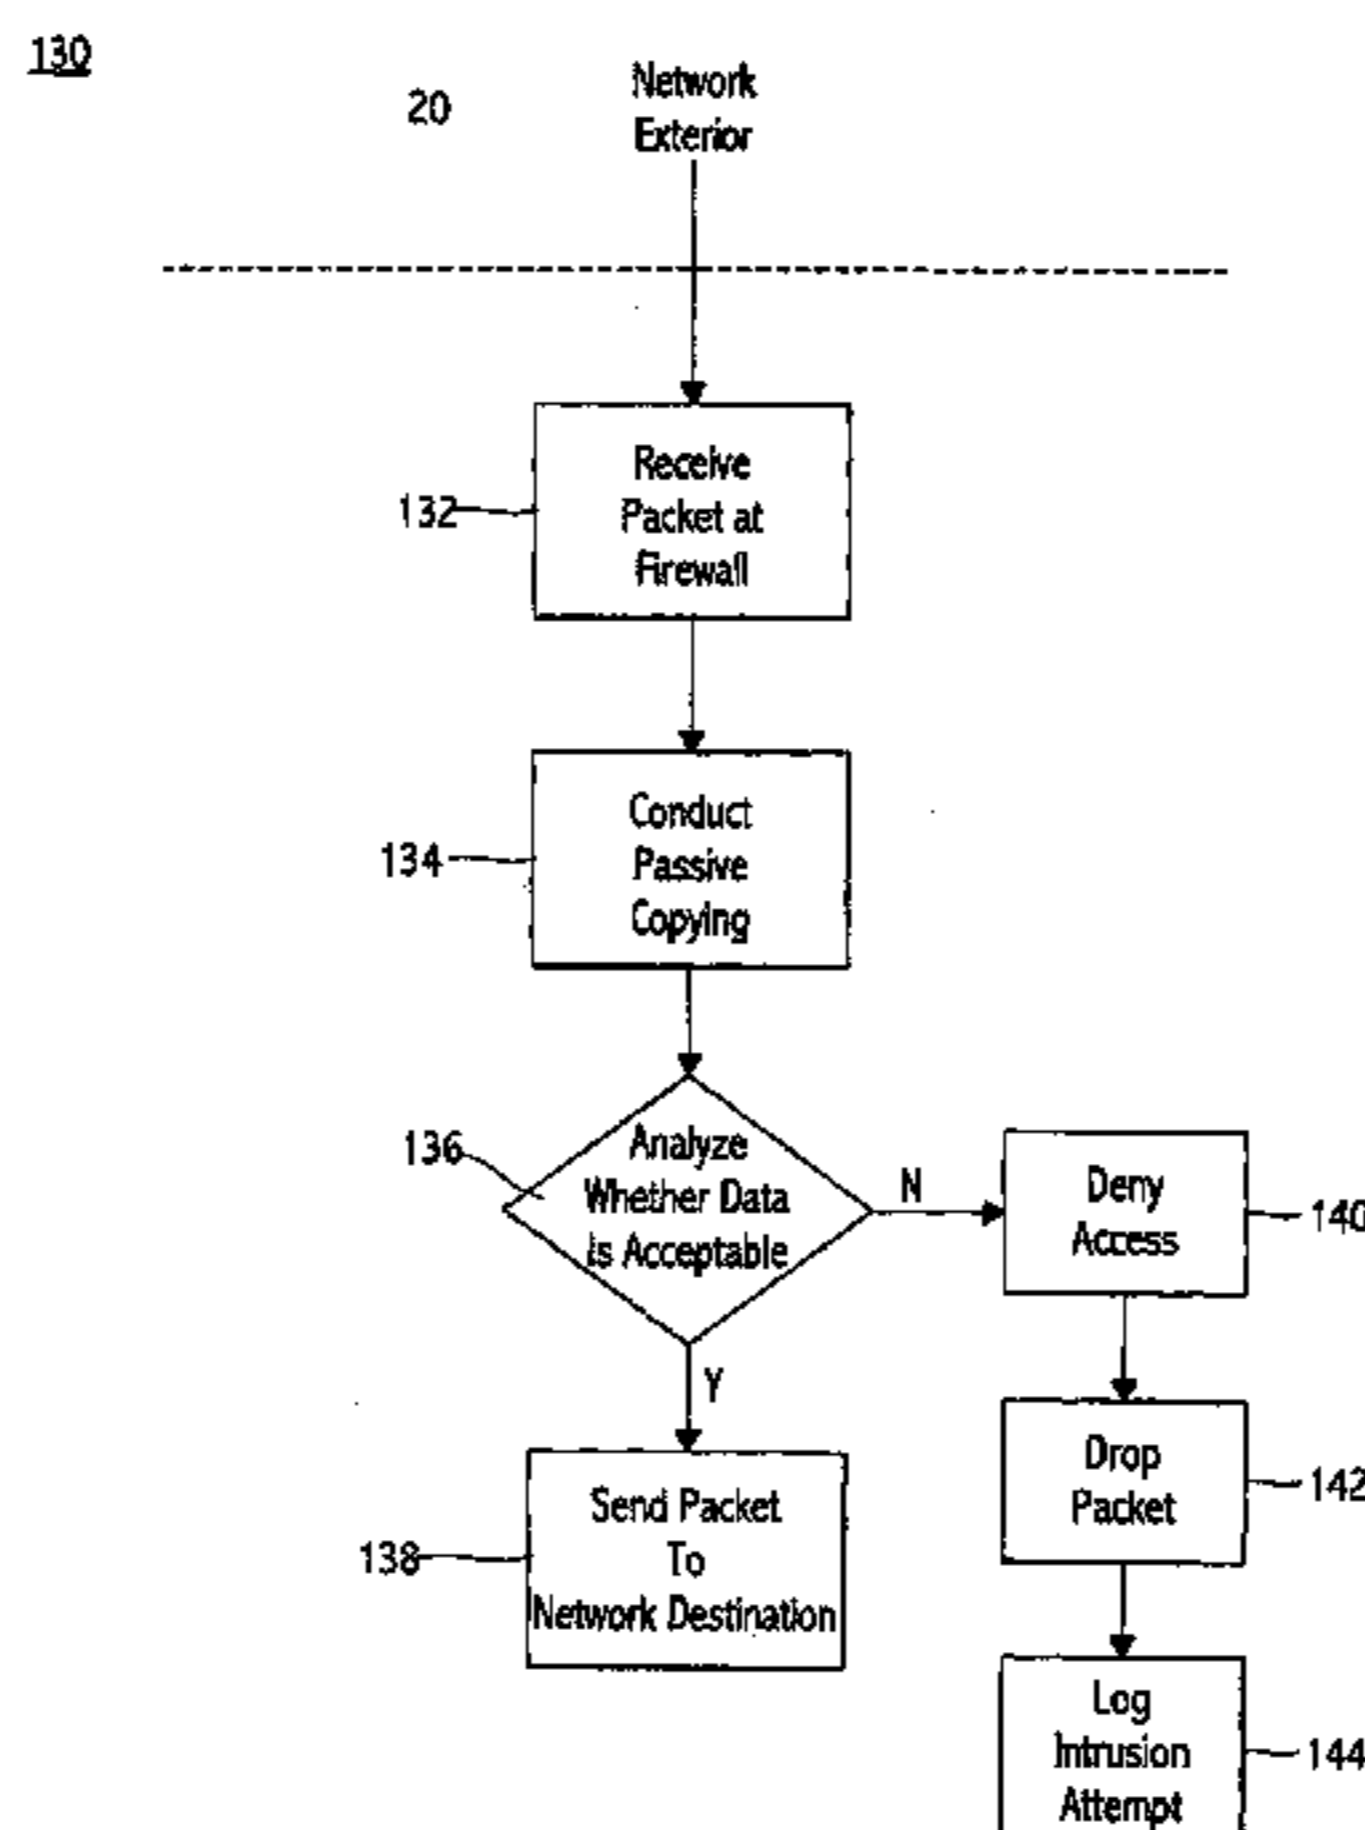 130
20
Network
Exterior
132
Receive
Packet at
Firewall
134
Conduct
Passive
Copying
136
Analyze
Whether Data
is Acceptable
N
Deny
Access
140
Y
Drop
Packet
142
138
Send Packet
To
Network Destination
Log
Intrusion
Attempt
144